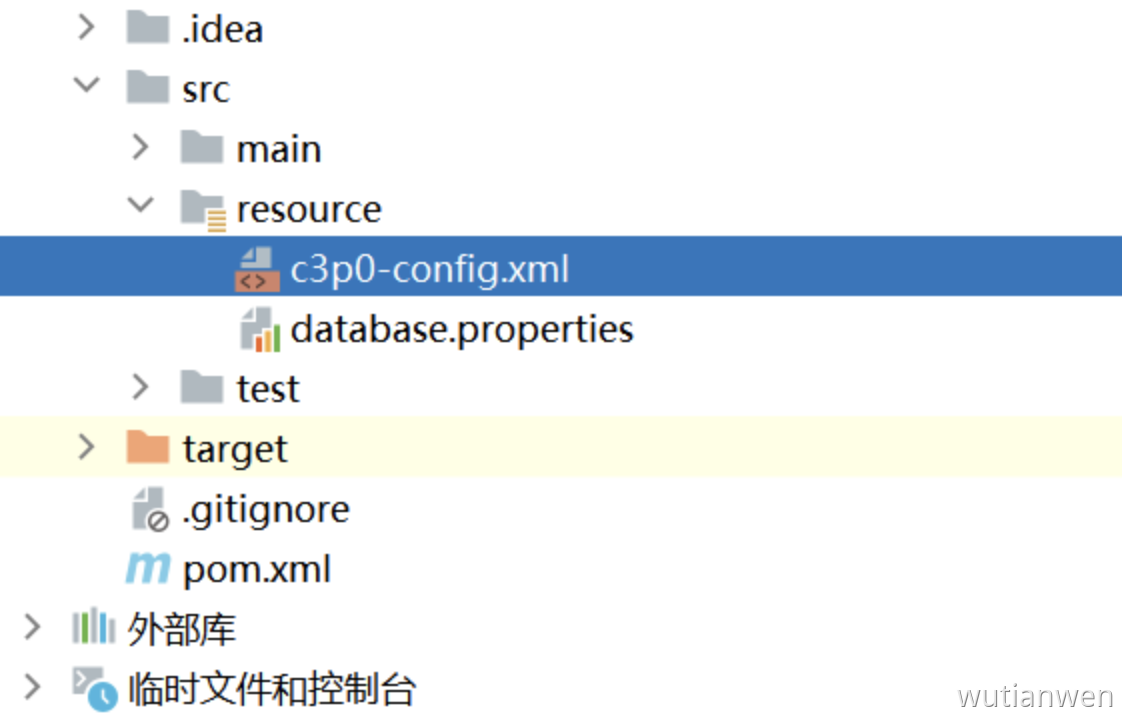 .idea
src
main
resource
c3p0-config.xml
database.properties
test
target
.gitignore
pom.xml
外部库
临时文件和控制台
wutianwen